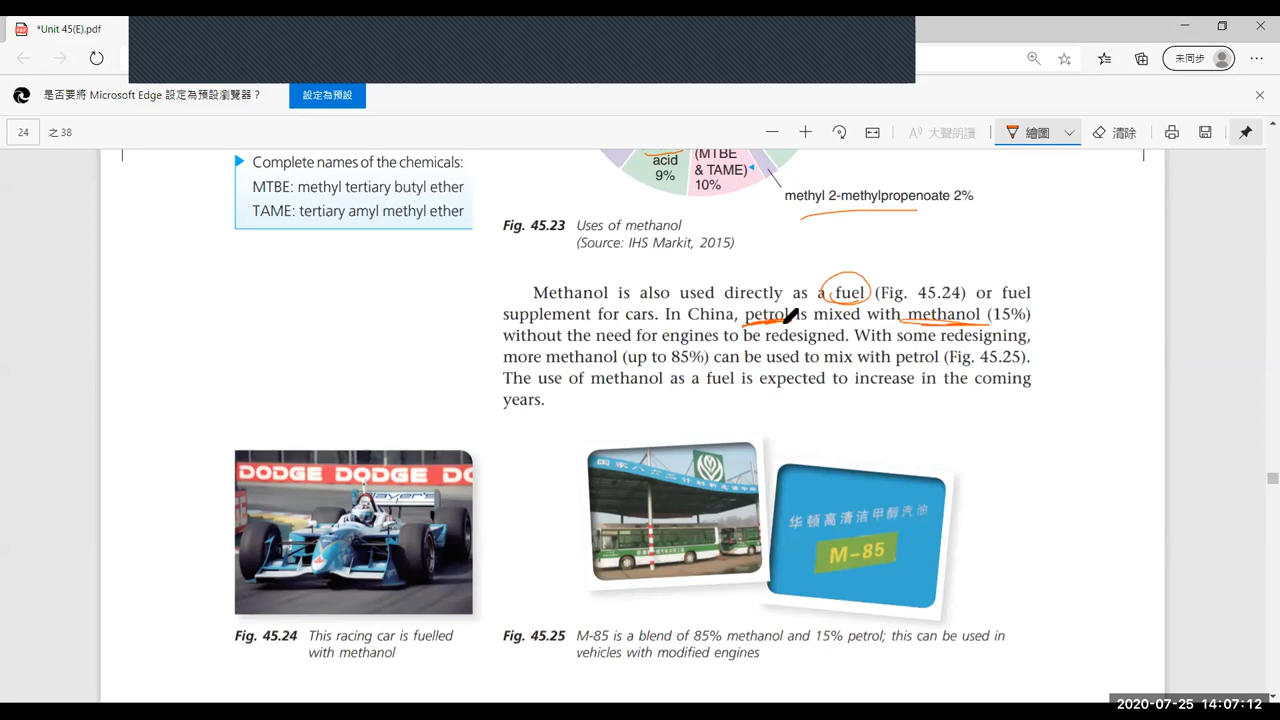 *Unit 45(E).pdf
未同步
是否要將 Microsoft Edge 設定為預設瀏覽器？
設定為預設
24 之 38
大聲朗讀
繪圖
清除
Complete names of the chemicals:
MTBE: methyl tertiary butyl ether
TAME: tertiary amyl methyl ether
acid
9%
(MTBE
& TAME)
10%
methyl 2-methylpropenoate 2%
Fig. 45.23 Uses of methanol
(Source: IHS Markit, 2015)
Methanol is also used directly as a fuel (Fig. 45.24) or fuel
supplement for cars. In China, petrol is mixed with methanol (15%)
without the need for engines to be redesigned. With some redesigning,
more methanol (up to 85%) can be used to mix with petrol (Fig. 45.25).
The use of methanol as a fuel is expected to increase in the coming
years.
DODGE DODGE DO
player's
国家八六三
华顿高清洁甲醇汽油
M-85
Fig. 45.24 This racing car is fuelled
with methanol
Fig. 45.25 M-85 is a blend of 85% methanol and 15% petrol; this can be used in
vehicles with modified engines
2020-07-25 14:07:12